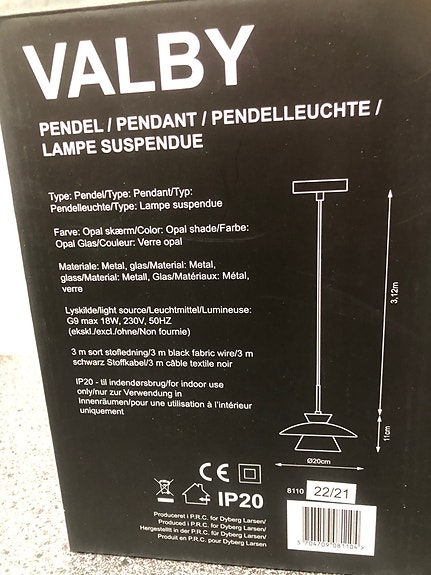 VALBY
PENDEL / PENDANT / PENDELLEUCHTE /
LAMPE SUSPENDUE
Type: Pendel/Type: Pendant/Typ:
Pendelleuchte/Type: Lampe suspendue
Farve: Opal skærm/Color: Opal shade/Farbe:
Opal Glas/Couleur: Verre opal
Materiale: Metal, glas/Material: Metal,
glass/Material: Metall, Glas/Matériaux: Métal,
verre
Lyskilde/light source/Leuchtmittel/Lumineuse:
G9 max 18W, 230V, 50HZ
(ekskl./excl./ohne/Non fournie)
3 m sort stofledning/3 m black fabric wire/3 m
schwarz Stoffkabel/3 m câble textile noir
IP20 - til indendørsbrug/for indoor use
only/nur zur Verwendung in
Innenräumen/pour une utilisation à l'intérieur
uniquement
3,12m
11cm
Ø20cm
CE
IP20
8110 22/21
Produceret i P.R.C. for Dyberg Larsen/
Produced i P.R.C. for Dyberg Larsen/
Hergestellt in der P.R.C. für Dyberg Larsen/
Produit en P.R.C. pour Dyberg Larsen